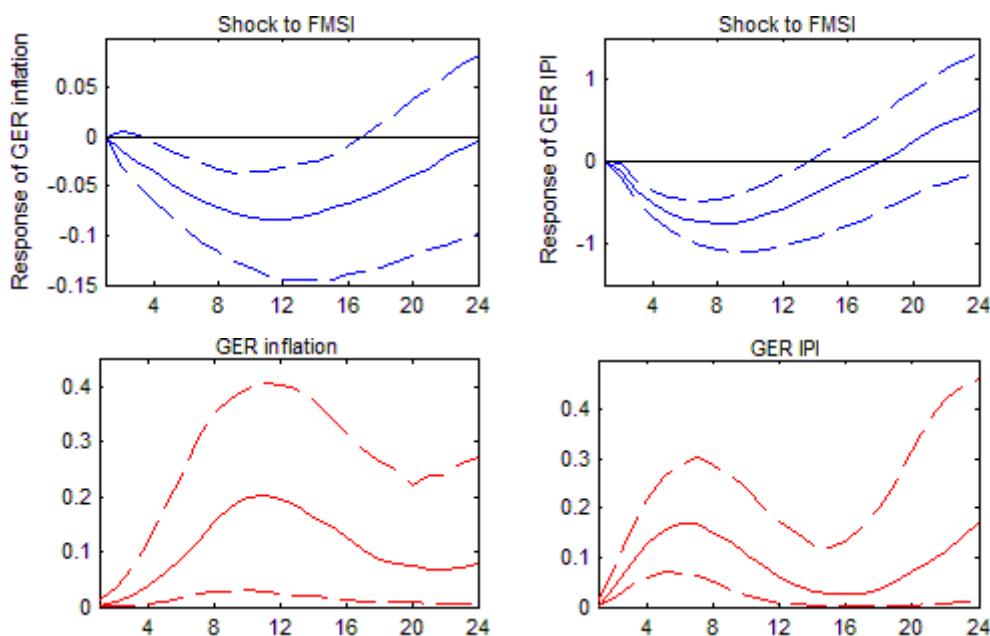 Shock to FMSI
Response of GER inflation
0.05
0
-0.05
-0.1
-0.15
4 8 12 16 20 24
Shock to FMSI
Response of GER IPI
1
0
-1
4 8 12 16 20 24
GER inflation
0.4
0.3
0.2
0.1
0
4 8 12 16 20 24
GER IPI
0.4
0.3
0.2
0.1
0
4 8 12 16 20 24